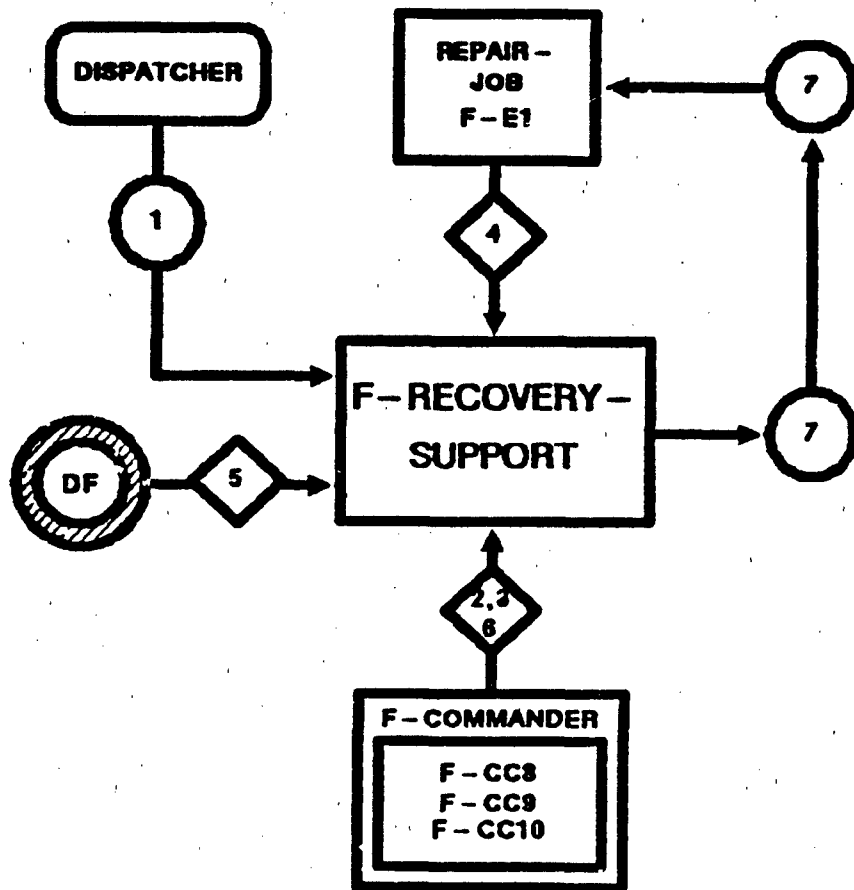 DISPATCHER
REPAIR-
JOB
F-E1
7
1
4
F-RECOVERY-
SUPPORT
7
DF
5
2,3
6
F-COMMANDER
F-CC8
F-CC9
F-CC10